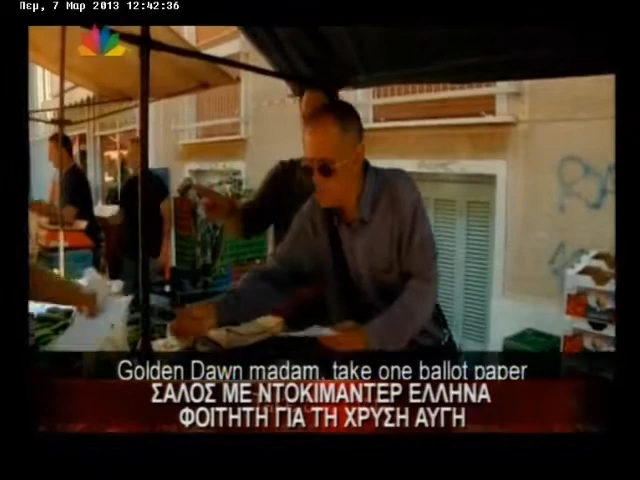 Πεμ, 7 Μαρ 2013 12:42:36
Golden Dawn madam, take one ballot paper
ΣΑΛΟΣ ΜΕ ΝΤΟΚΙΜΑΝΤΕΡ ΕΛΛΗΝΑ
ΦΟΙΤΗΤΗ ΓΙΑ ΤΗ ΧΡΥΣΗ ΑΥΓΗ